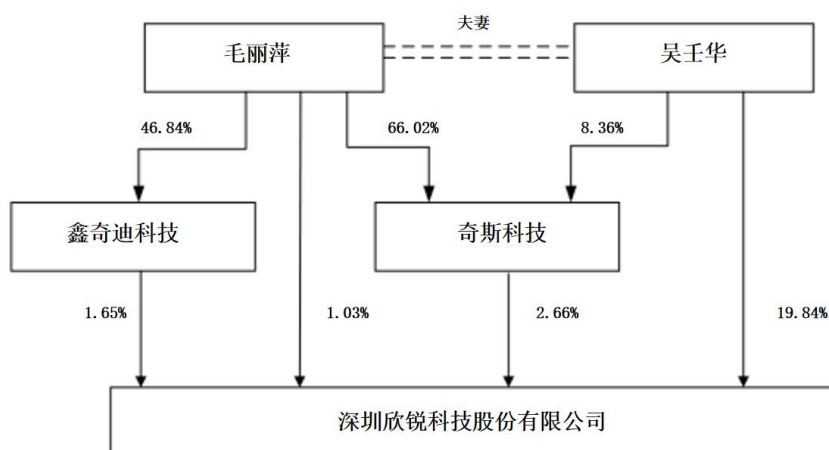 夫妻
毛丽萍
吴壬华
46.84%
66.02%
8.36%
鑫奇迪科技
奇斯科技
1.65%
1.03%
2.66%
19.84%
深圳欣锐科技股份有限公司